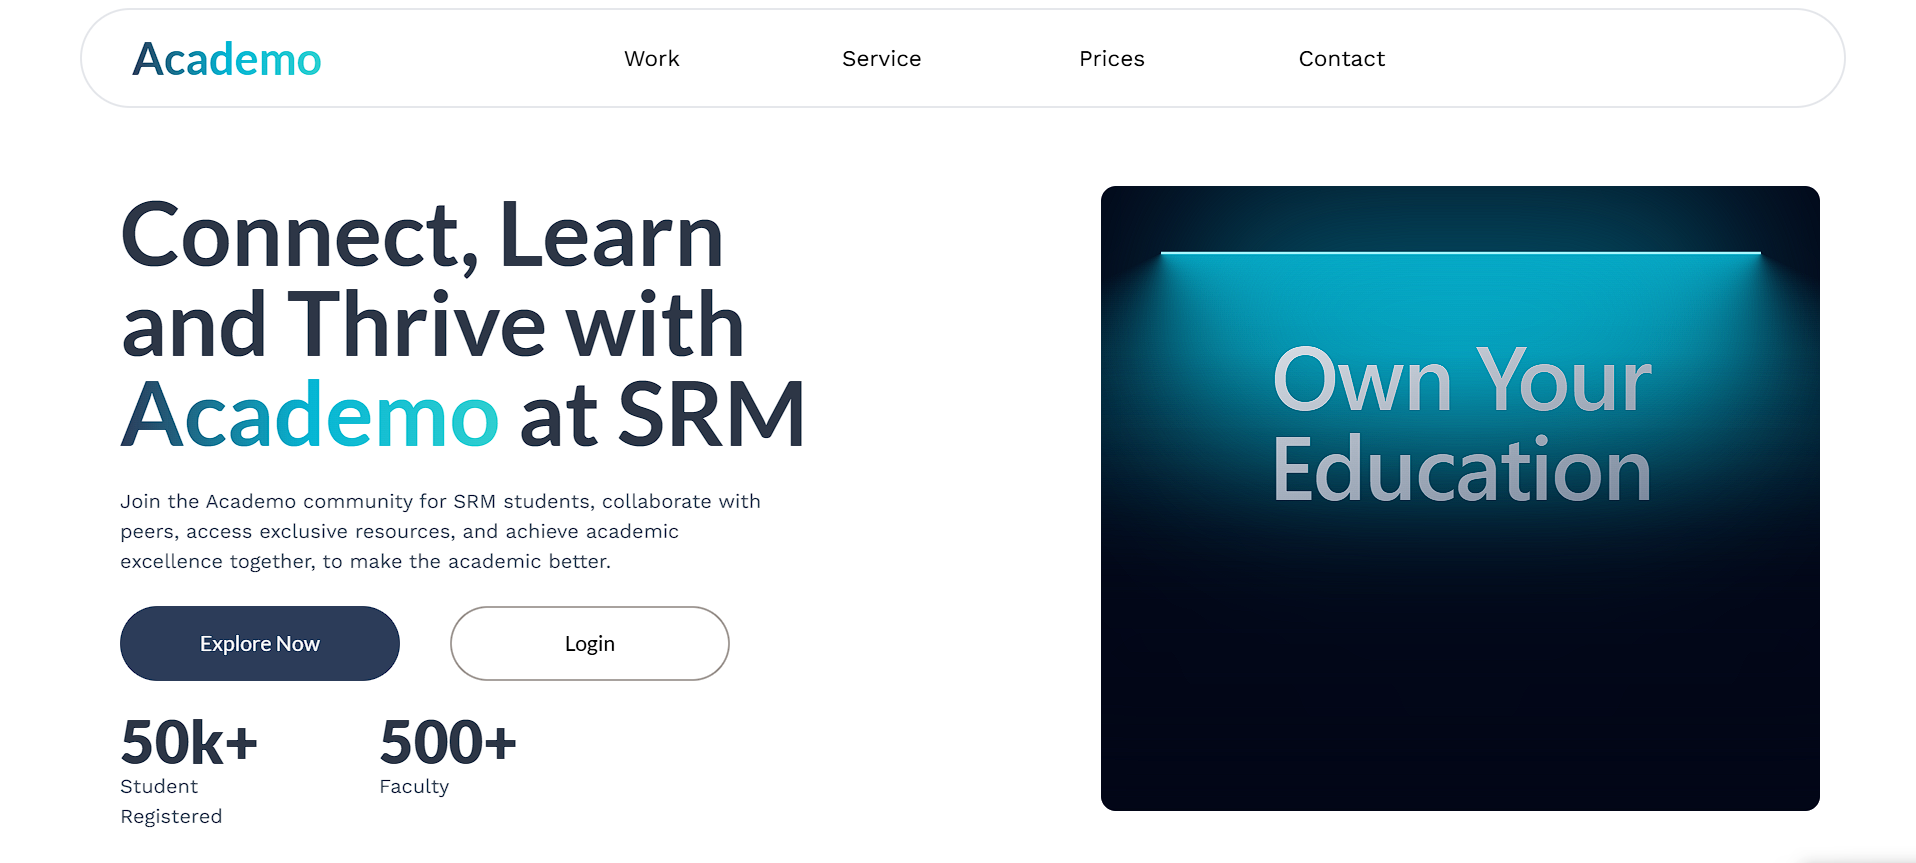 Academo
Work
Service
Prices
Contact
Connect, Learn
and Thrive with
Academo at SRM
Join the Academo community for SRM students, collaborate with
peers, access exclusive resources, and achieve academic
excellence together, to make the academic better.
Explore Now
Login
50k+
Student
Registered
500+
Faculty
Own Your
Education